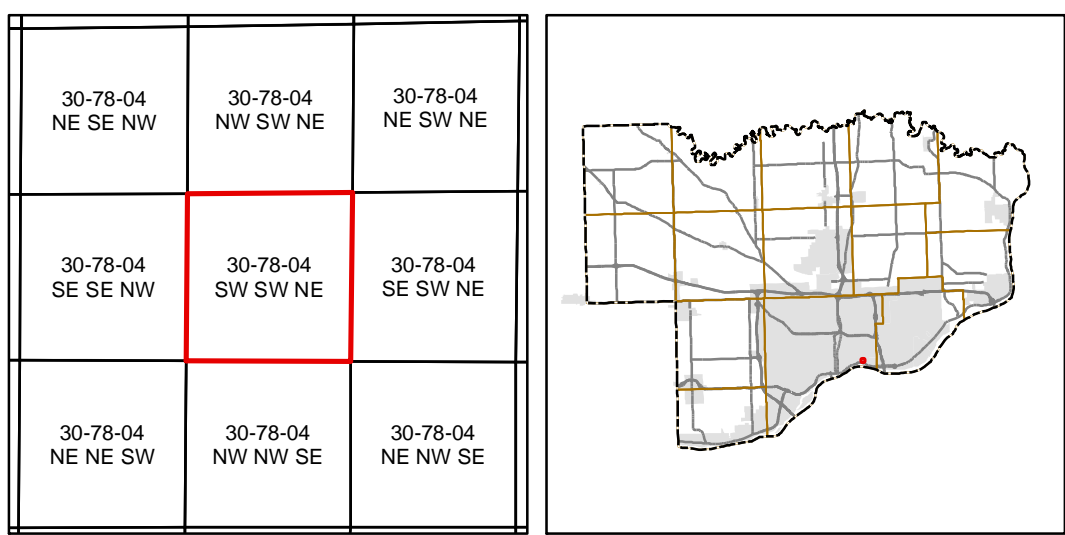 30-78-04
NE SE NW
30-78-04
NW SW NE
30-78-04
NE SW NE
30-78-04
SE SE NW
30-78-04
SW SW NE
30-78-04
SE SW NE
30-78-04
NE NE SW
30-78-04
NW NW SE
30-78-04
NE NW SE